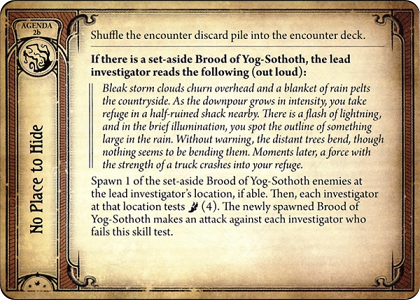 AGENDA
2b
No Place to Hide
Shuffle the encounter discard pile into the encounter deck.
If there is a set-aside Brood of Yog-Sothoth, the lead
investigator reads the following (out loud):
Bleak storm clouds churn overhead and a blanket of rain pelts
the countryside. As the downpour grows in intensity, you take
refuge in a half-ruined shack nearby. There is a flash of lightning,
and in the brief illumination, you spot the outline of something
large in the rain. Without warning, the distant trees bend, though
nothing seems to be bending them. Moments later, a force with
the strength of a truck crashes into your refuge.
Spawn 1 of the set-aside Brood of Yog-Sothoth enemies at
the lead investigator's location, if able. Then, each investigator
at that location tests (4). The newly spawned Brood of
Yog-Sothoth makes an attack against each investigator who
fails this skill test.